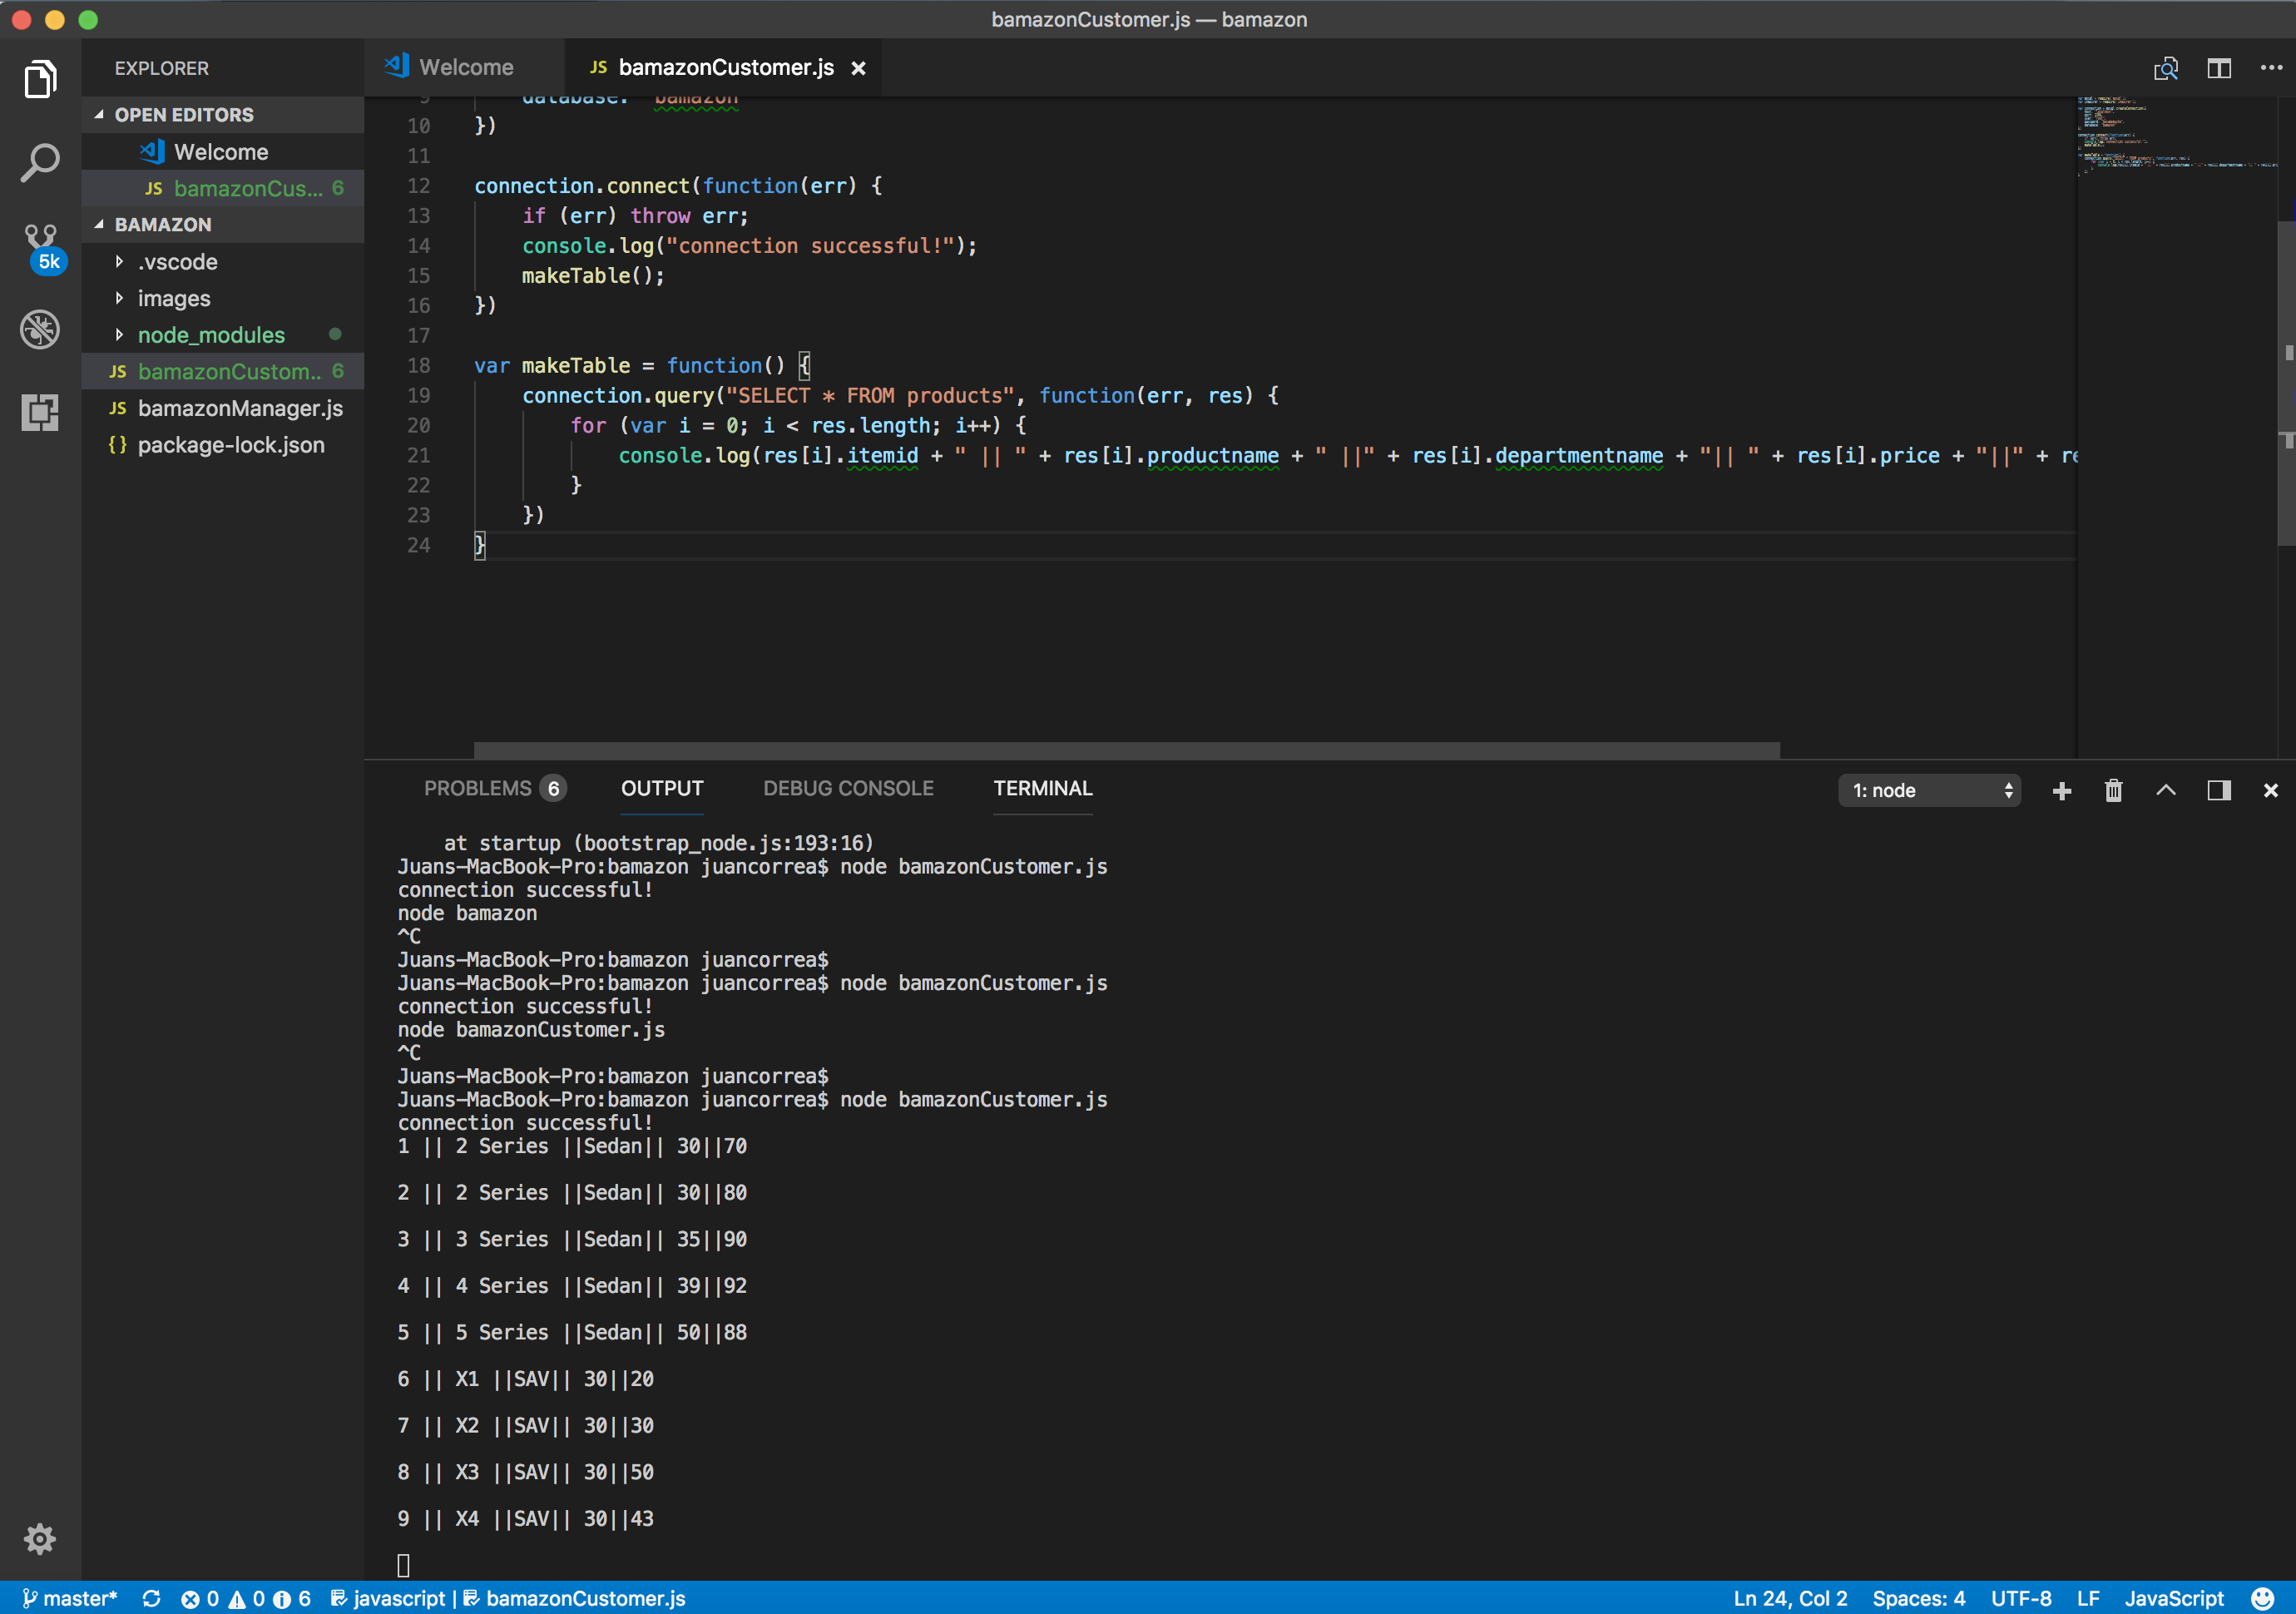 bamazonCustomer.js — bamazon
EXPLORER
Welcome
JS bamazonCustomer.js ×
OPEN EDITORS
Welcome
JS bamazonCus... 6
BAMAZON
.vscode
images
node_modules
JS bamazonCustom... 6
JS bamazonManager.js
{} package-lock.json
5k
9 database: "bamazon"
10 })
11
12 connection.connect(function(err) {
13 if (err) throw err;
14 console.log("connection successful!");
15 makeTable();
16 })
17
18 var makeTable = function() {
19 connection.query("SELECT * FROM products", function(err, res) {
20 for (var i = 0; i < res.length; i++) {
21 console.log(res[i].itemid + " || " + res[i].productname + " ||" + res[i].departmentname + "|| " + res[i].price + "||" + re
22 }
23 })
24 }
PROBLEMS 6 OUTPUT DEBUG CONSOLE TERMINAL 1: node
at startup (bootstrap_node.js:193:16)
Juans-MacBook-Pro:bamazon juancorrea$ node bamazonCustomer.js
connection successful!
node bamazon
^C
Juans-MacBook-Pro:bamazon juancorrea$
Juans-MacBook-Pro:bamazon juancorrea$ node bamazonCustomer.js
connection successful!
node bamazonCustomer.js
^C
Juans-MacBook-Pro:bamazon juancorrea$
Juans-MacBook-Pro:bamazon juancorrea$ node bamazonCustomer.js
connection successful!
1 || 2 Series ||Sedan|| 30||70
2 || 2 Series ||Sedan|| 30||80
3 || 3 Series ||Sedan|| 35||90
4 || 4 Series ||Sedan|| 39||92
5 || 5 Series ||Sedan|| 50||88
6 || X1 ||SAV|| 30||20
7 || X2 ||SAV|| 30||30
8 || X3 ||SAV|| 30||50
9 || X4 ||SAV|| 30||43
master* 0 0 6 javascript | bamazonCustomer.js Ln 24, Col 2 Spaces: 4 UTF-8 LF JavaScript